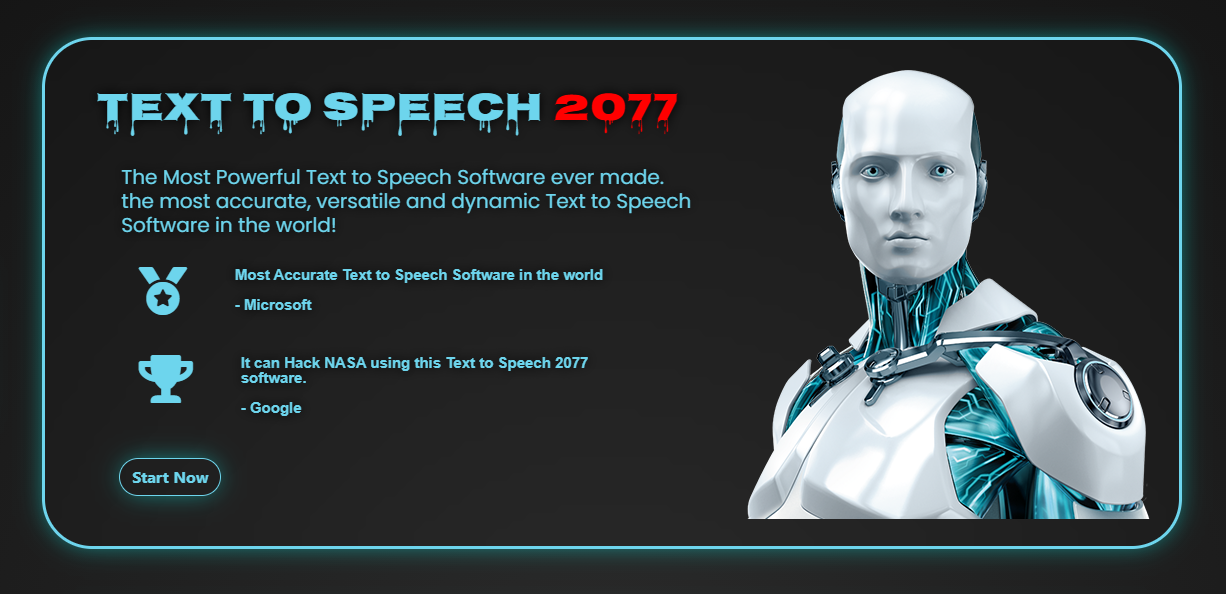 TEXT TO SPEECH 2077
The Most Powerful Text to Speech Software ever made.
the most accurate, versatile and dynamic Text to Speech
Software in the world!
Most Accurate Text to Speech Software in the world
- Microsoft
It can Hack NASA using this Text to Speech 2077
software.
- Google
Start Now